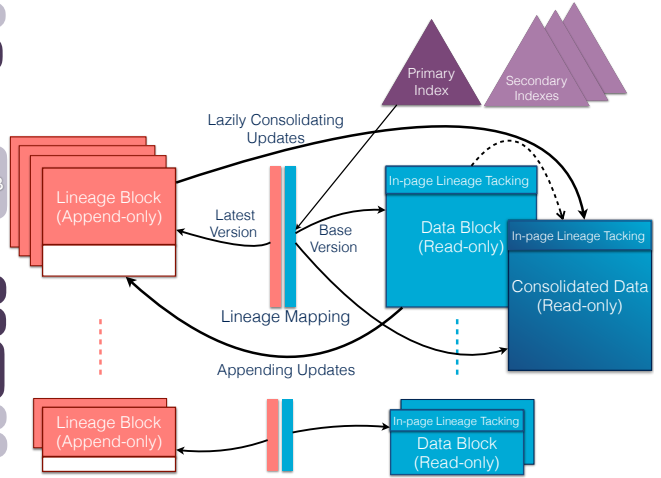 Primary
Index
Secondary
Indexes
Lazily Consolidating
Updates
In-page Lineage Tacking
Lineage Block
(Append-only)
Latest
Version
Base
Version
Data Block
(Read-only)
In-page Lineage Tacking
Consolidated Data
(Read-only)
Lineage Mapping
Appending Updates
Lineage Block
(Append-only)
In-page Lineage Tacking
Data Block
(Read-only)